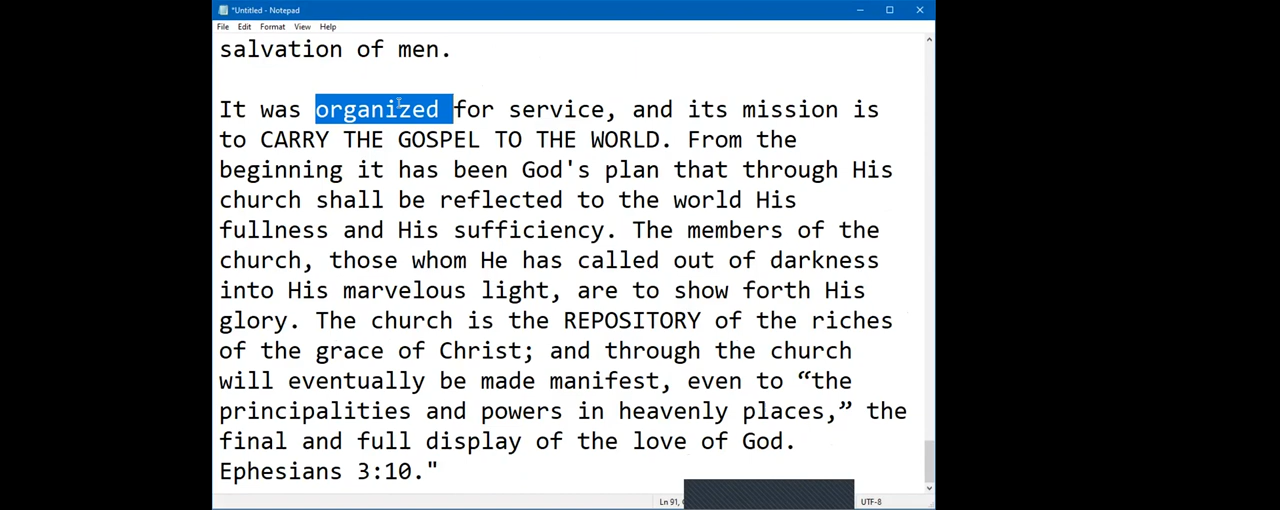 *Untitled - Notepad
File Edit Format View Help
salvation of men.
It was organized for service, and its mission is
to CARRY THE GOSPEL TO THE WORLD. From the
beginning it has been God's plan that through His
church shall be reflected to the world His
fullness and His sufficiency. The members of the
church, those whom He has called out of darkness
into His marvelous light, are to show forth His
glory. The church is the REPOSITORY of the riches
of the grace of Christ; and through the church
will eventually be made manifest, even to “the
principalities and powers in heavenly places,” the
final and full display of the love of God.
Ephesians 3:10."
Ln 91, UTF-8